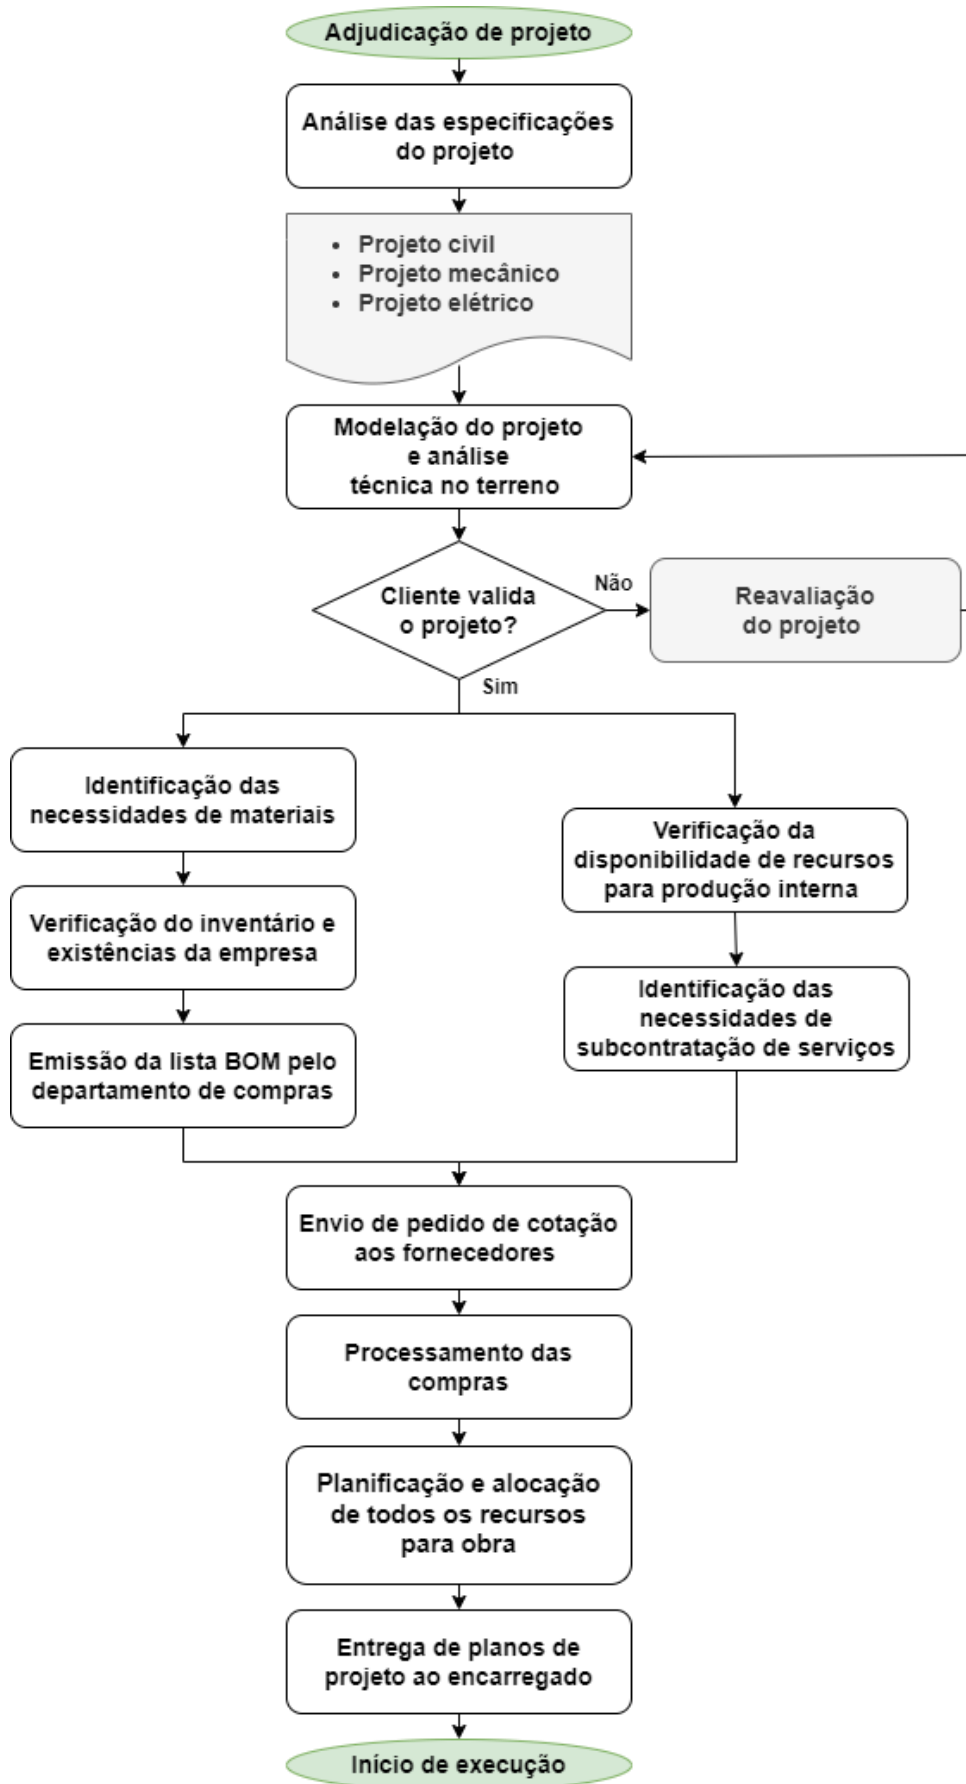 Adjudicação de projeto
Análise das especificações
do projeto
• Projeto civil
• Projeto mecânico
• Projeto elétrico
Modelação do projeto
e análise
técnica no terreno
Cliente valida
o projeto?
Não
Reavaliação
do projeto
Sim
Identificação das
necessidades de materiais
Verificação do inventário e
existências da empresa
Emissão da lista BOM pelo
departamento de compras
Verificação da
disponibilidade de recursos
para produção interna
Identificação das
necessidades de
subcontratação de serviços
Envio de pedido de cotação
aos fornecedores
Processamento das
compras
Planificação e alocação
de todos os recursos
para obra
Entrega de planos de
projeto ao encarregado
Início de execução